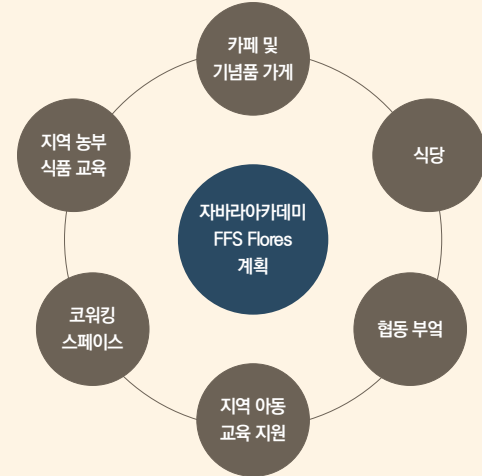 카페 및
기념품 가게
식당
협동 부엌
지역 아동
교육 지원
코워킹
스페이스
지역 농부
식품 교육
자바라아카데미
FFS Flores
계획